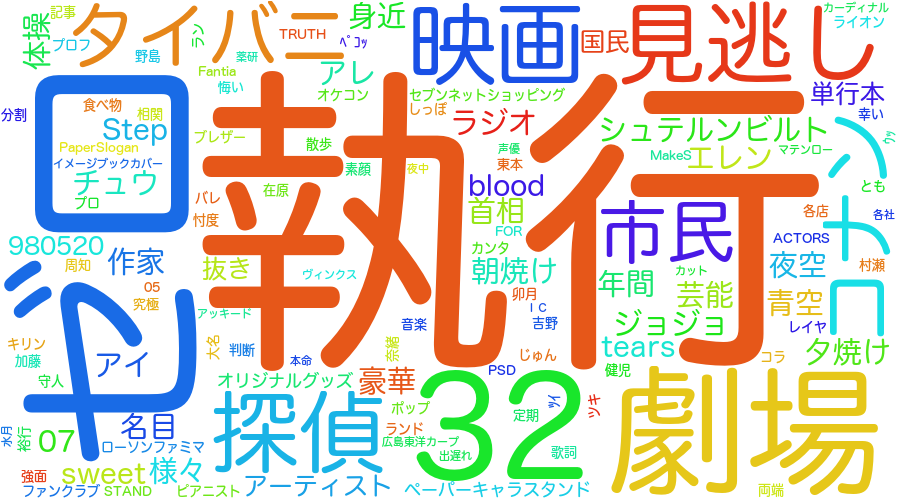 記事
タイバニ
体操
プロフ
野島
ラン
TRUTH
薬研
ペコッ
身近
映画
国民
見逃し
カーディナル
ライオン
Fantia
悔い
アレ
オケコン
セブンネットショッピング
しっぽ
単行本
幸い
分割
食べ物
相関
Step
PaperSlogan
イメージブックカバー
チュウ
プロ
ブレザー
散歩
素顔
声優
東本
夜中
ラジオ
シュテルンビルト
MakeS
エレン
マテンロー
とも
執行
blood
首相
FOR
カンタ
市民
各店
各社
コナン
ACTORS
バレ
忖度
在原
980520
周知
作家
抜き
ヴィンクス
朝焼け
年間
カット
芸能
夜空
村瀬
05
究極
アッキード
卯月
IC
吉野
音楽
ジョジョ
青空
レイヤ
キリン
加藤
守人
アイ
大名
判断
本命
奈緒
じゅん
PSD
tears
健児
コラ
夕焼け
オリジナルグッズ
豪華
32
ツキ
劇場
名目
ローソンファミマ
探偵
ポップ
ランド
広島東洋カープ
出遅れ
定期
歌詞
水月
裕行
07
強面
sweet
様々
ファンクラブ
STAND
ピアニスト
アーティスト
ペーパーキャラスタンド
両端